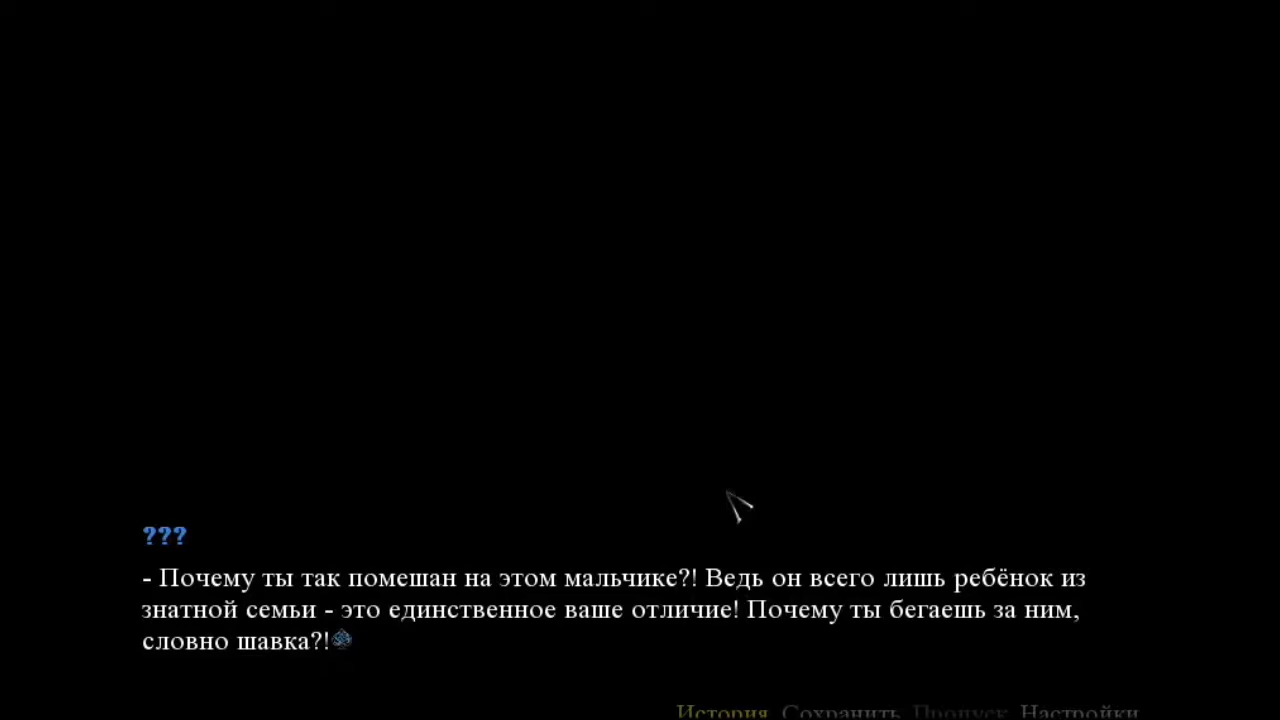 ???
- Почему ты так помешан на этом мальчике?! Ведь он всего лишь ребёнок из
знатной семьи - это единственное ваше отличие! Почему ты бегаешь за ним,
словно шавка?!
История Сохранить Пропуск Настройки